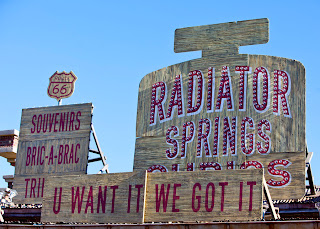 ROUTE
66
SOUVENIRS
BRIC-A-BRAC
RADIATOR
SPRINGS
U WANT IT WE GOT IT